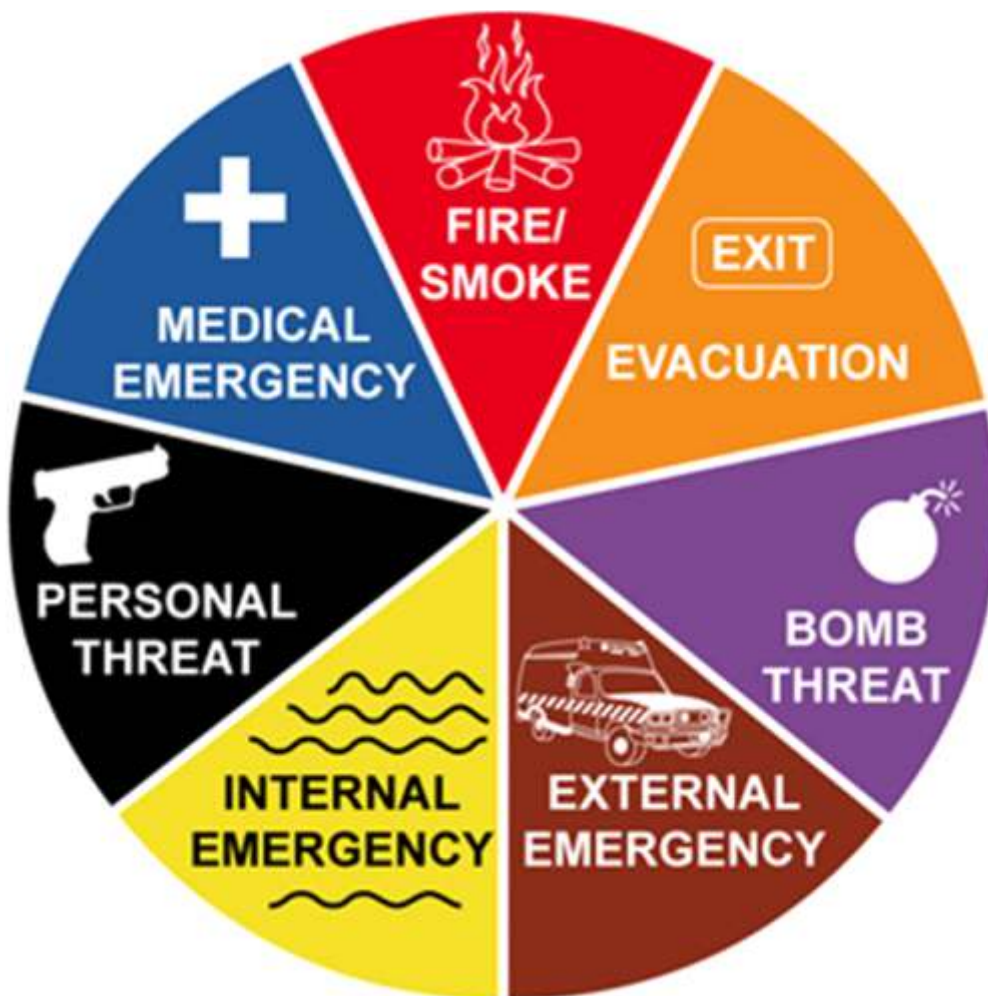 FIRE/
SMOKE
EXIT
EVACUATION
BOMB
THREAT
EXTERNAL
EMERGENCY
INTERNAL
EMERGENCY
PERSONAL
THREAT
MEDICAL
EMERGENCY